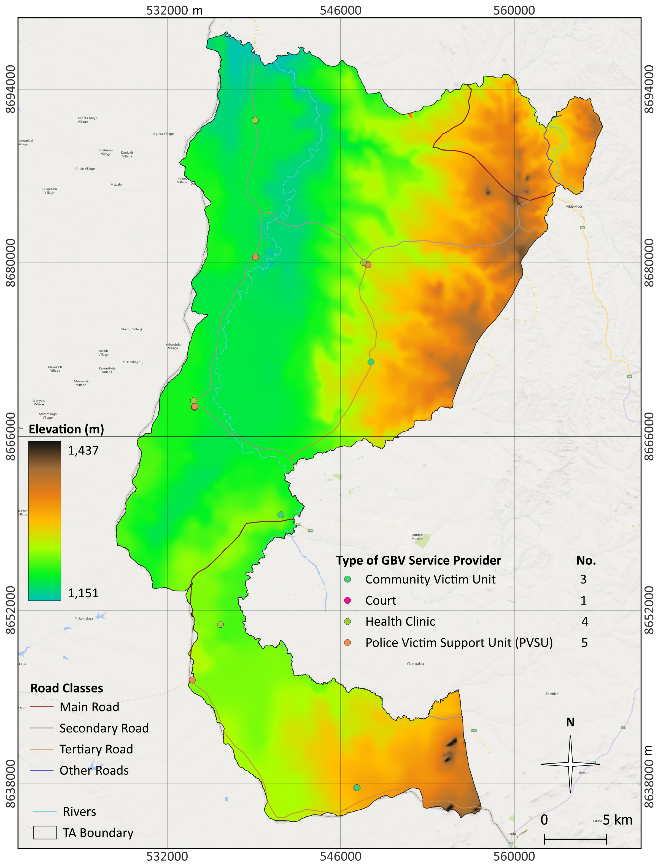 532000 m
546000
560000
8694000
8694000
8680000
8680000
8666000
8666000
8652000
8652000
8638000
8638000 m
Elevation (m)
1,437
1,151
Type of GBV Service Provider No.
Community Victim Unit 3
Court 1
Health Clinic 4
Police Victim Support Unit (PVSU) 5
Road Classes
Main Road
Secondary Road
Tertiary Road
Other Roads
Rivers
TA Boundary
N
0 5 km
532000
546000
560000